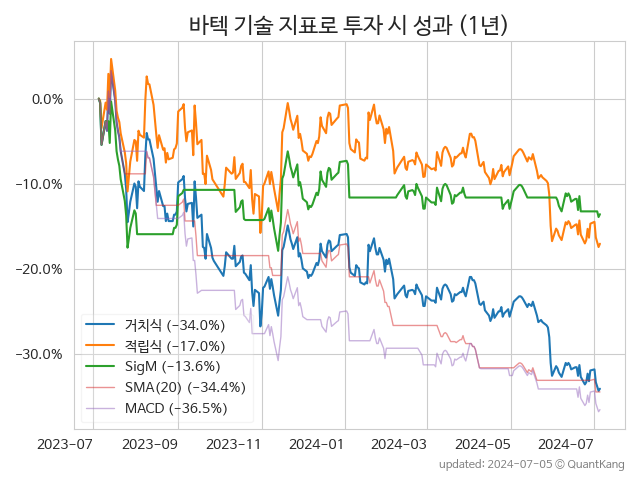 바텍 기술 지표로 투자 시 성과 (1년)
0.0%
−10.0%
−20.0%
−30.0%
거치식 (−34.0%)
적립식 (−17.0%)
SigM (−13.6%)
SMA(20) (−34.4%)
MACD (−36.5%)
2023−07 2023−09 2023−11 2024−01 2024−03 2024−05 2024−07
updated: 2024-07-05 © QuantKang